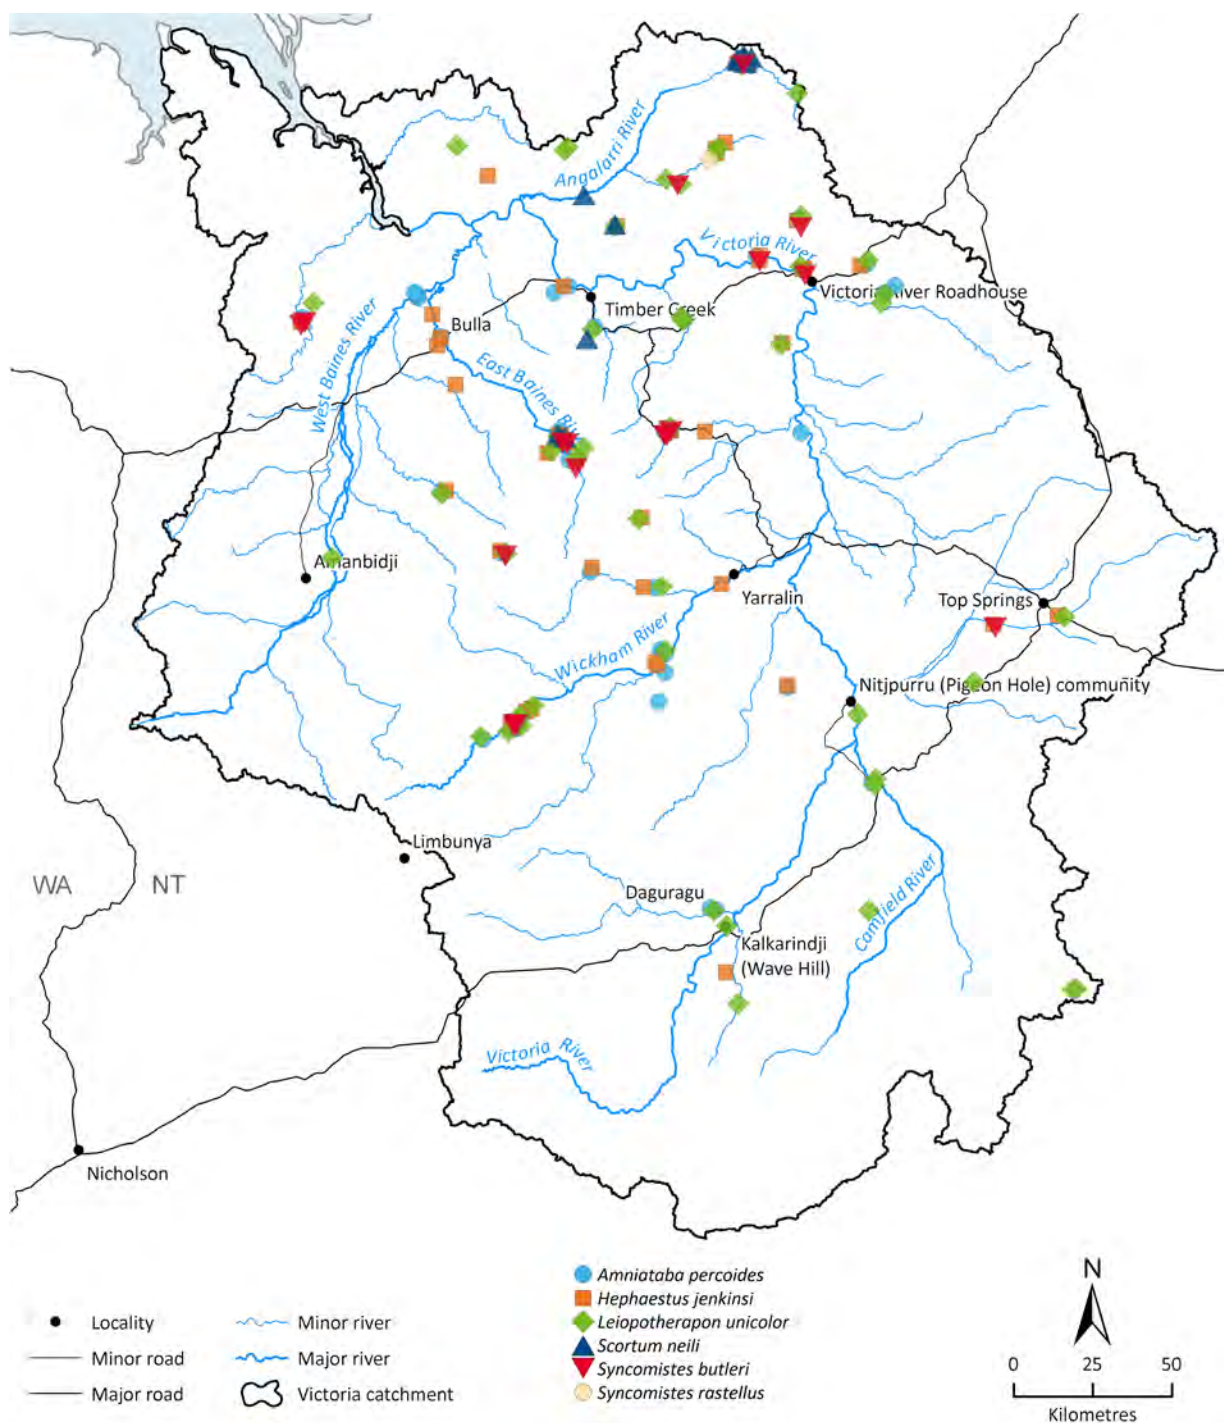 Angalarri River
Victoria River
Victoria River Roadhouse
Timber Creek
Bulla
West Baines River
East Baines River
Amanbidji
Yarralin
Top Springs
Wickham River
Nitjpurru (Pigeon Hole) community
Limbunya
WA
NT
Daguragu
Camfield River
Kalkarindji
(Wave Hill)
Victoria River
Nicholson
Locality
Minor road
Major road
Minor river
Major river
Victoria catchment
Amniataba percoides
Hephaestus jenkinsi
Leiopotherapon unicolor
Scortum neili
Syncomistes butleri
Syncomistes rastellus
N
0 25 50
Kilometres